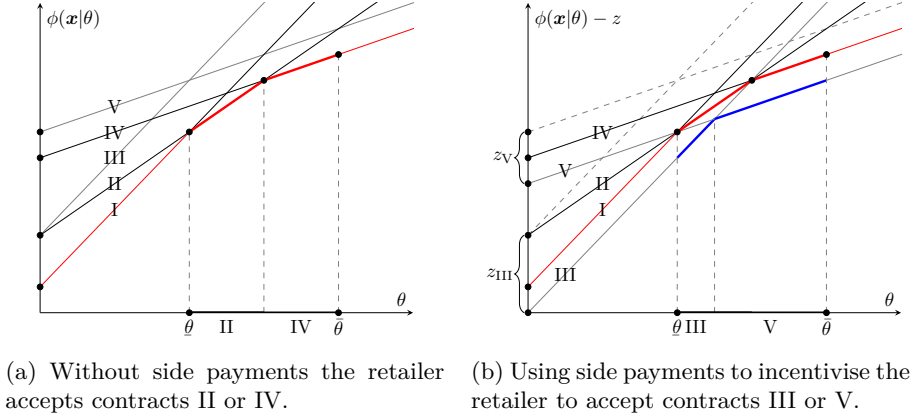 ϕ(x|θ)
V
IV
III
II
I
θ
θ̲
II
IV
θ̄
ϕ(x|θ) − z
z_V
IV
V
II
I
z_III
III
θ
θ̲
III
V
θ̄
(a) Without side payments the retailer
accepts contracts II or IV.
(b) Using side payments to incentivise the
retailer to accept contracts III or V.